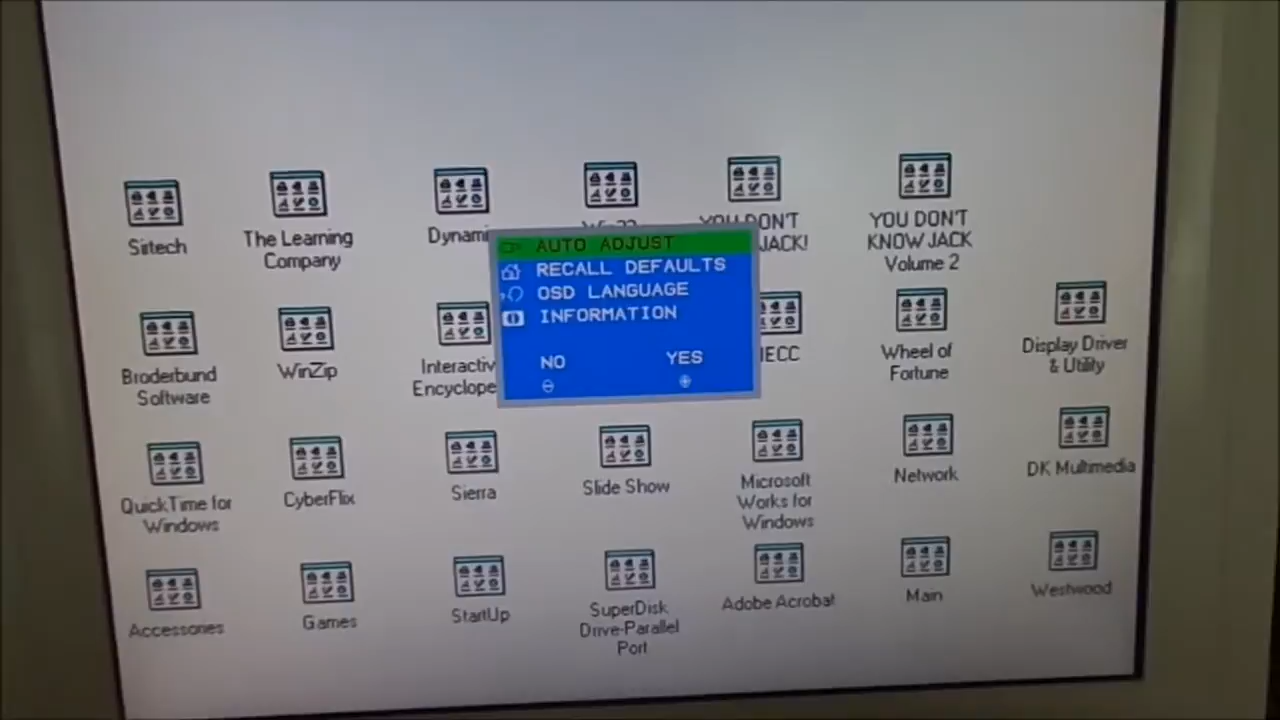 Sirtech
The Learning
Company
Dynami
YOU DON'T
JACK!
YOU DON'T
KNOW JACK
Volume 2
AUTO ADJUST
RECALL DEFAULTS
OSD LANGUAGE
INFORMATION
NO
YES
Broderbund
Software
WinZip
Interactiv
Encyclope
IECC
Wheel of
Fortune
Display Driver
& Utility
QuickTime for
Windows
CyberFlix
Sierra
Slide Show
Microsoft
Works for
Windows
Network
DK Multimedia
Accessories
Games
StartUp
SuperDisk
Drive-Parallel
Port
Adobe Acrobat
Main
Westwood